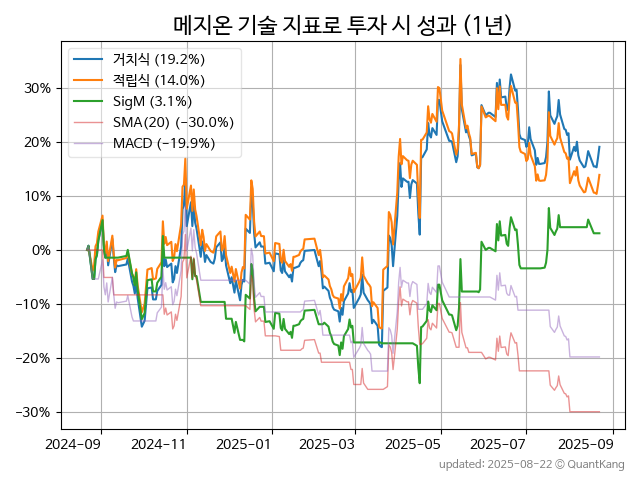 메지온 기술 지표로 투자 시 성과 (1년)
거치식 (19.2%)
적립식 (14.0%)
SigM (3.1%)
SMA(20) (−30.0%)
MACD (−19.9%)
30%
20%
10%
0%
−10%
−20%
−30%
2024−09 2024−11 2025−01 2025−03 2025−05 2025−07 2025−09
updated: 2025-08-22 © QuantKang